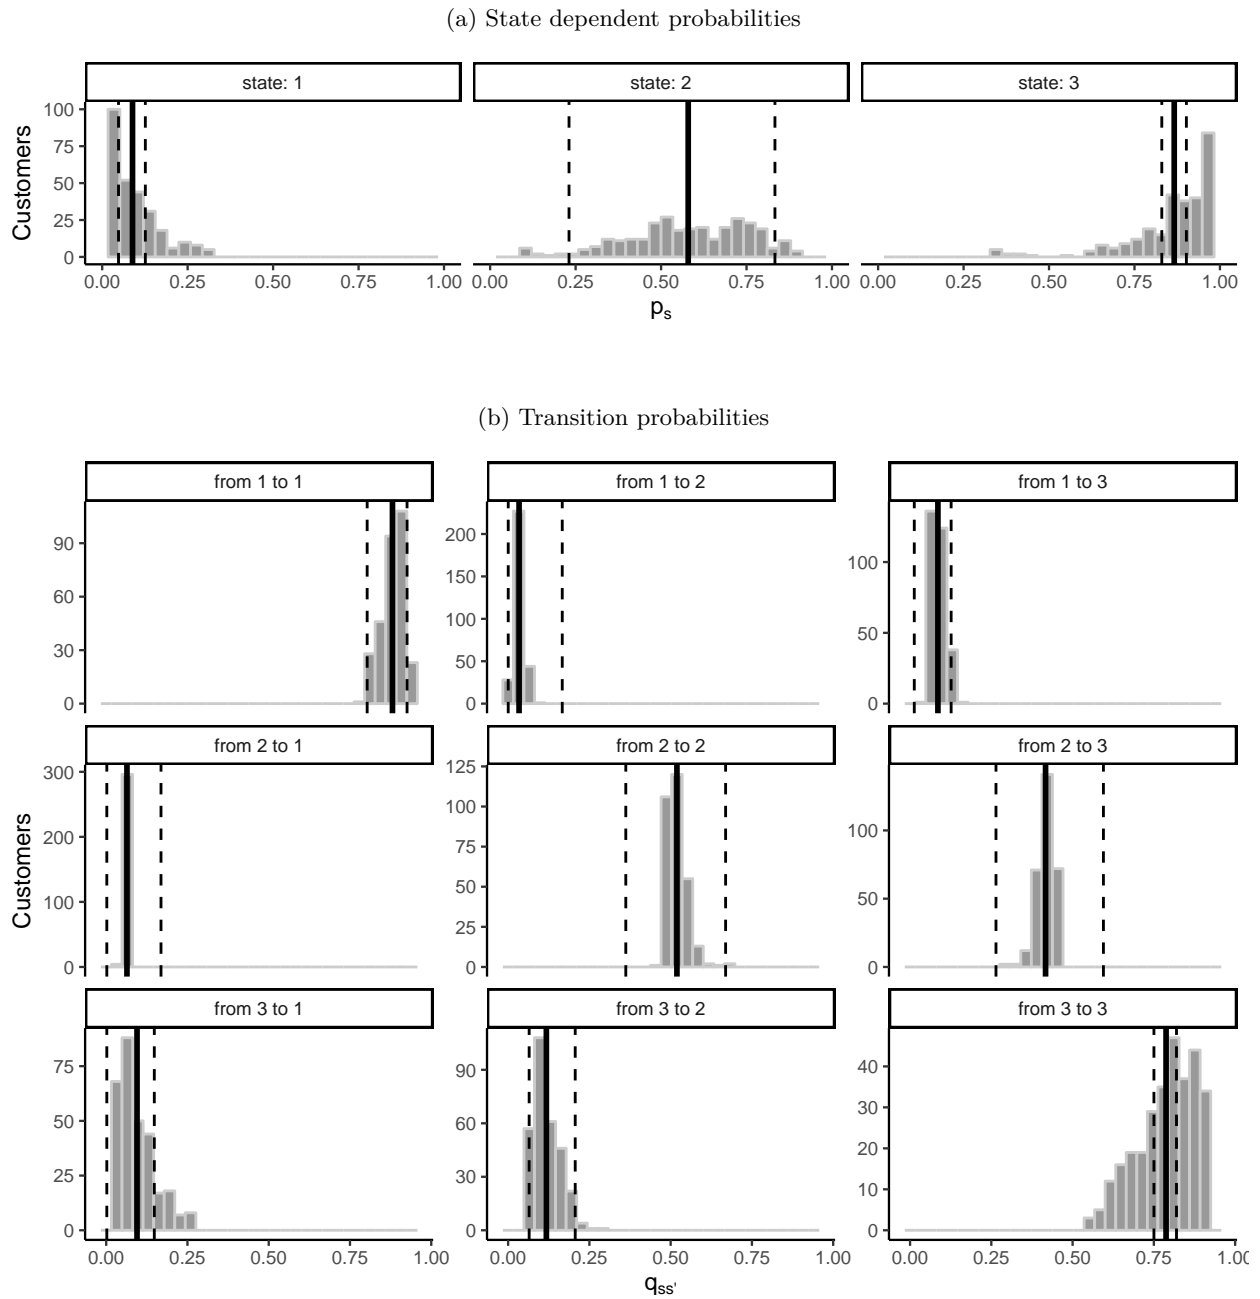 (a) State dependent probabilities
state: 1 state: 2 state: 3
100
75
50
25
0
Customers
0.00 0.25 0.50 0.75 1.00 0.00 0.25 0.50 0.75 1.00 0.00 0.25 0.50 0.75 1.00
ps
(b) Transition probabilities
from 1 to 1 from 1 to 2 from 1 to 3
90 200 100
60 150 50
30 100 0
0 50
0
from 2 to 1 from 2 to 2 from 2 to 3
300 125 100
200 100 50
100 75 0
0 50
25
0
Customers
from 3 to 1 from 3 to 2 from 3 to 3
75 90 40
50 60 30
25 30 20
0 0 10
0
0.00 0.25 0.50 0.75 1.00 0.00 0.25 0.50 0.75 1.00 0.00 0.25 0.50 0.75 1.00
qss'